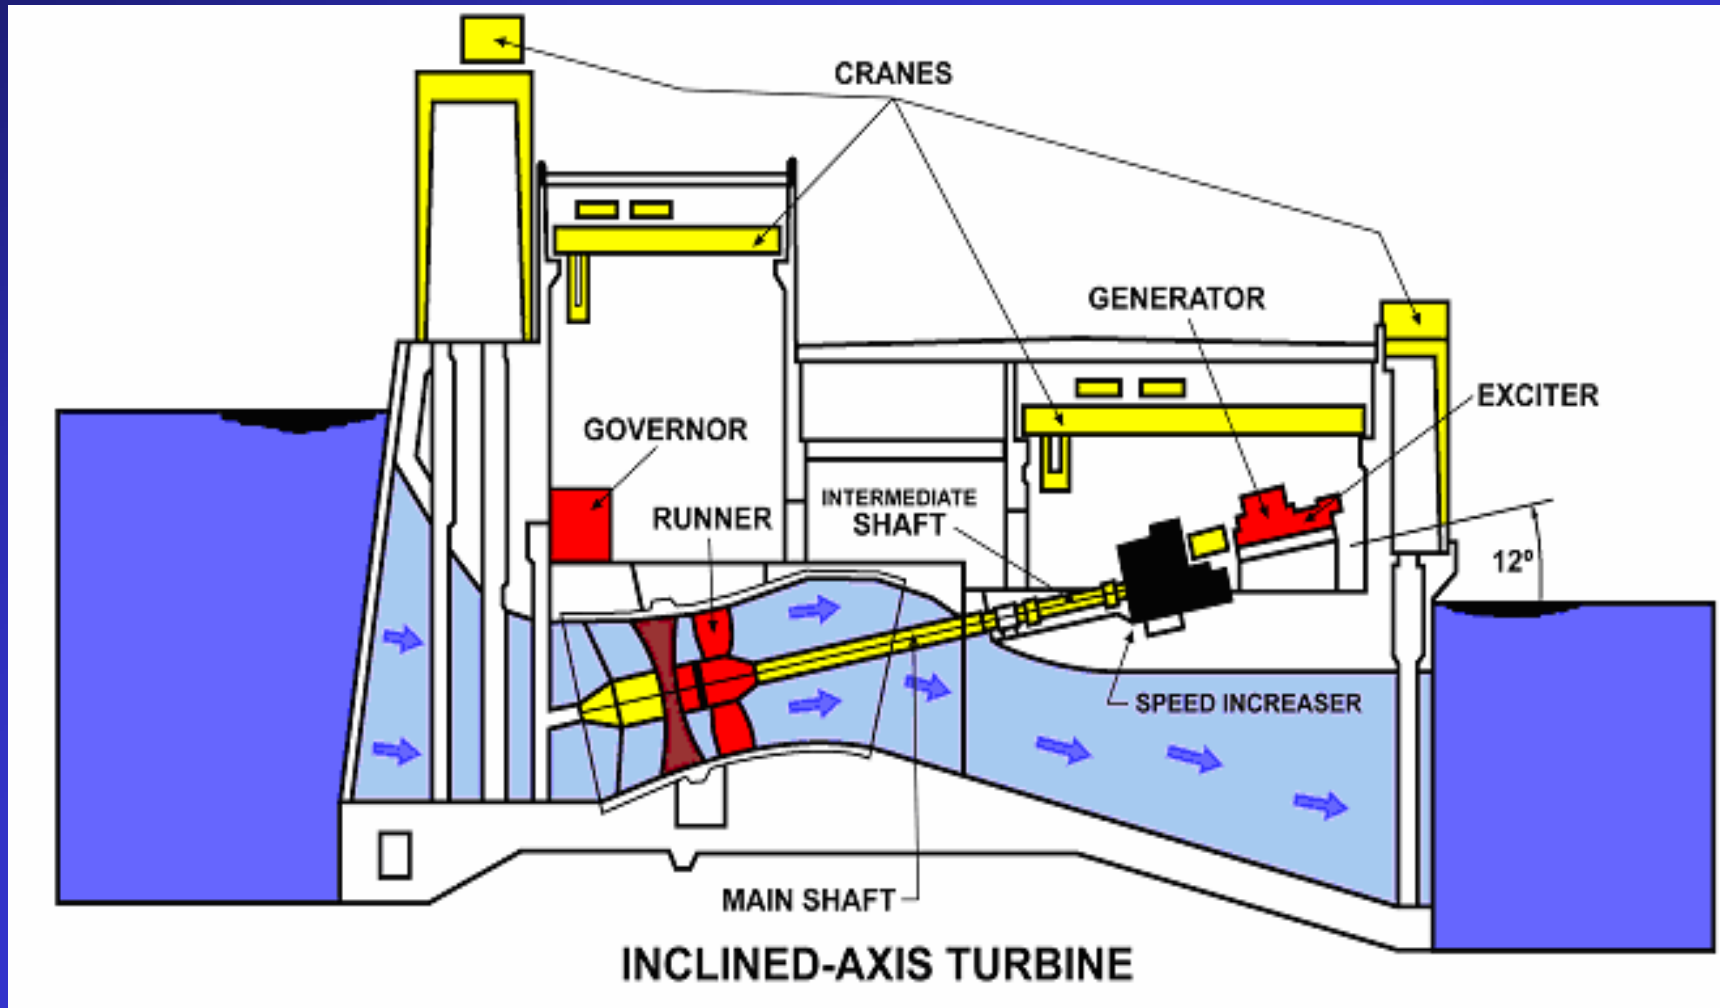 CRANES
GENERATOR
EXCITER
GOVERNOR
INTERMEDIATE
SHAFT
RUNNER
12º
SPEED INCREASER
MAIN SHAFT
INCLINED-AXIS TURBINE